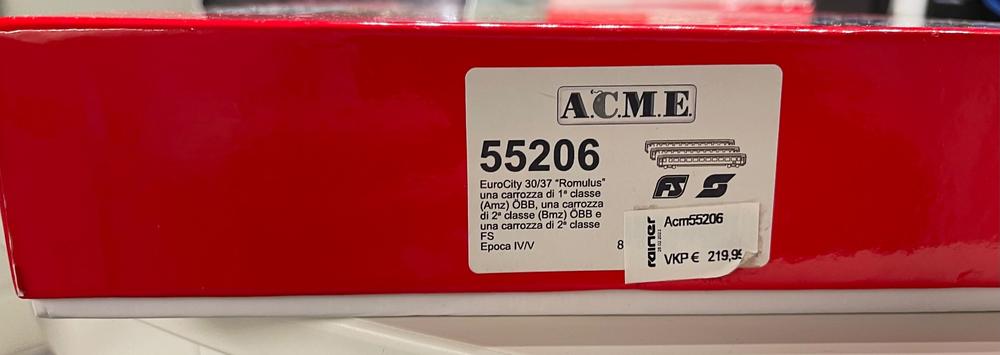 A.C.M.E.
55206
EuroCity 30/37 "Romulus"
una carrozza di 1ª classe
(Amz) ÖBB, una carrozza
di 2ª classe (Bmz) ÖBB e
una carrozza di 2ª classe
FS
Epoca IV/V
8
FS
rainer
Acm55206
VKP € 219,99